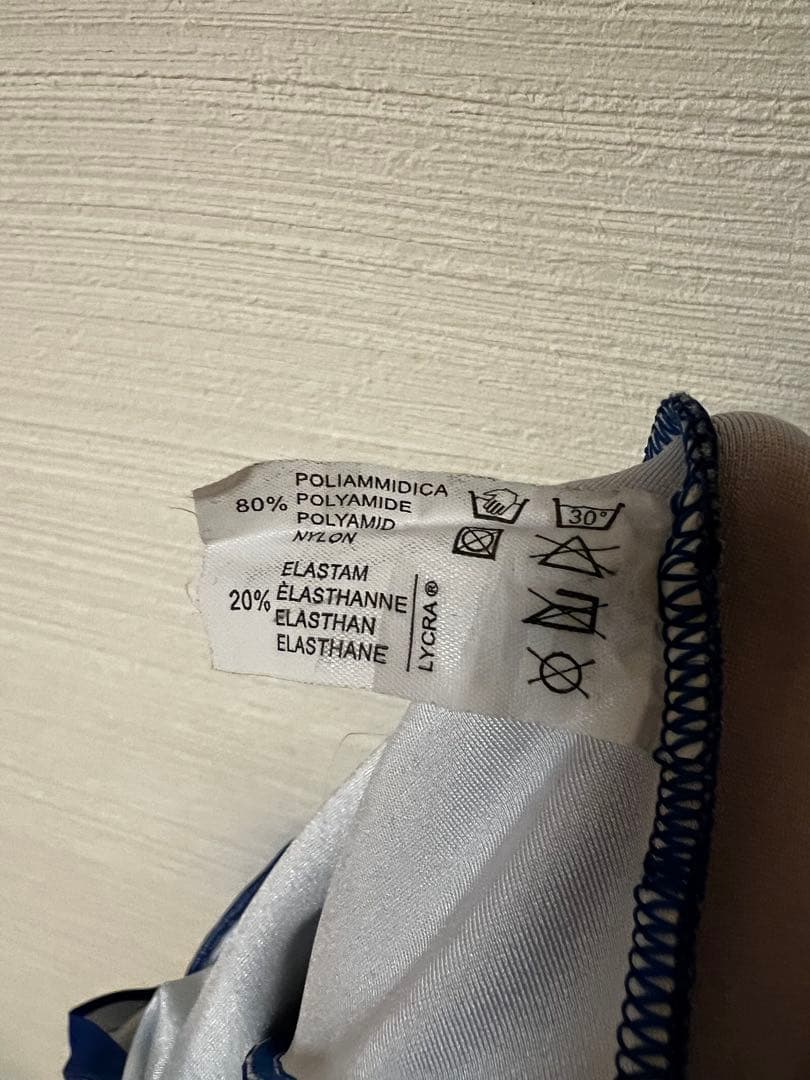 80%
POLIAMMIDICA
POLYAMIDE
POLYAMID
NYLON
20%
ELASTAM
ÈLASTHANNE
ELASTHAN
ELASTHANE
LYCRA ®
30°